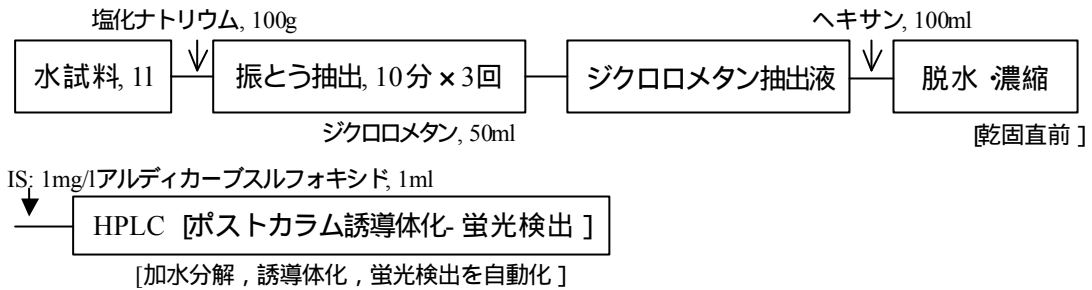 塩化ナトリウム, 100g
ヘキサン, 100ml
水試料, 1l
振とう抽出, 10分×3回
ジクロロメタン抽出液
脱水・濃縮
ジクロロメタン, 50ml
[乾固直前]
IS: 1mg/lアルディカーブスルフォキシド, 1ml
HPLC [ポストカラム誘導体化-蛍光検出]
[加水分解,誘導体化,蛍光検出を自動化]